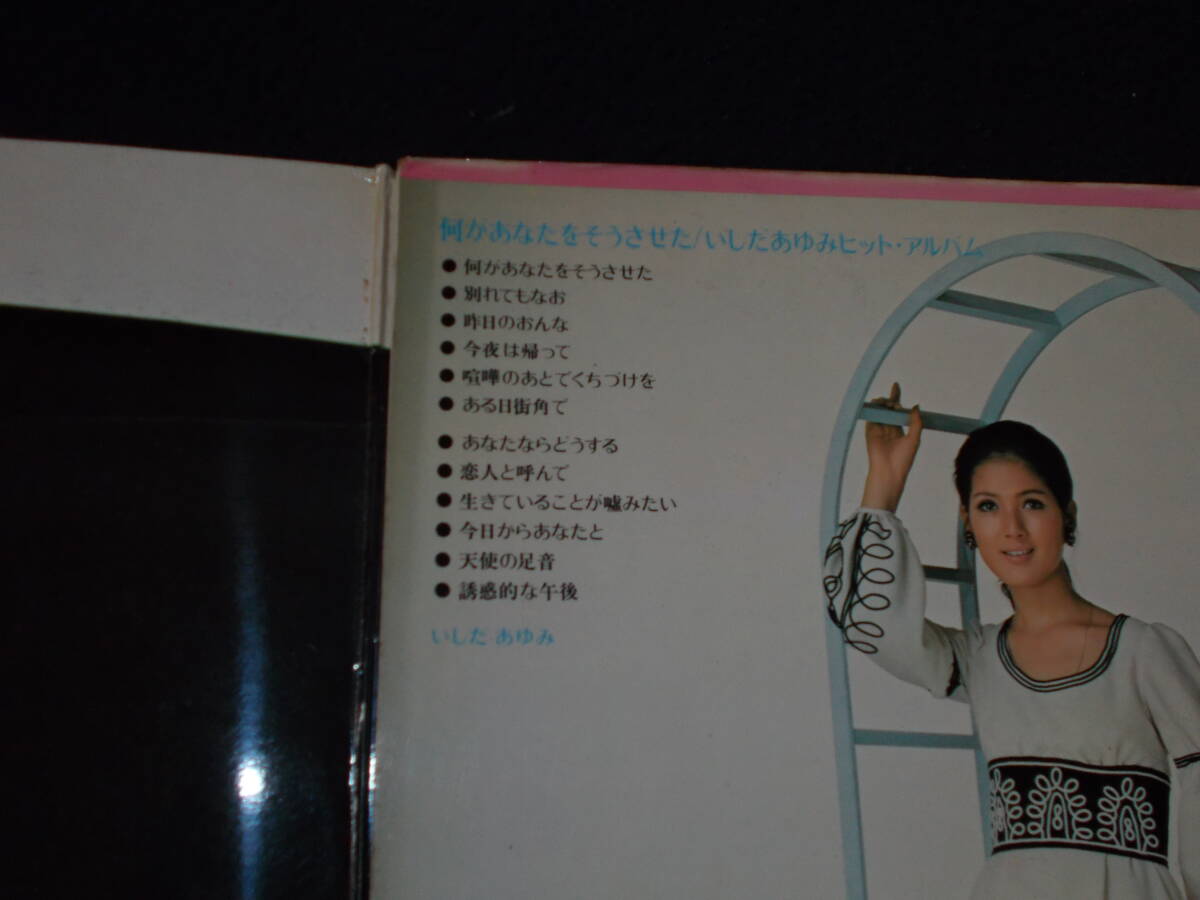 何があなたをそうさせた/いしだあゆみヒット・アルバム
● 何があなたをそうさせた
● 別れてもなお
● 昨日のおんな
● 今夜は帰って
● 喧嘩のあとでくちづけを
● ある日街角で
● あなたならどうする
● 恋人と呼んで
● 生きていることが嘘みたい
● 今日からあなたと
● 天使の足音
● 誘惑的な午後
いしだ あゆみ